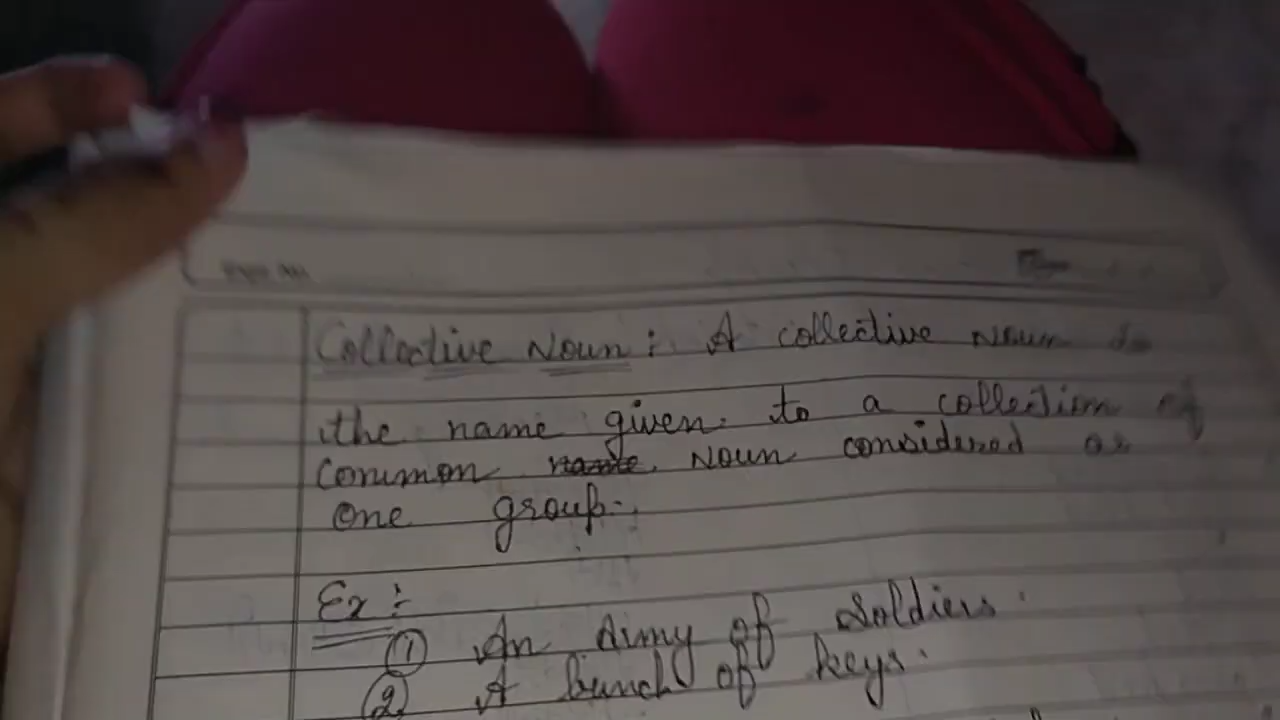 Collective Noun : A collective Noun is
the name given to a collection of
common name Noun considered as
one group.
Ex :-
① An Army of Soldiers.
② A bunch of keys.